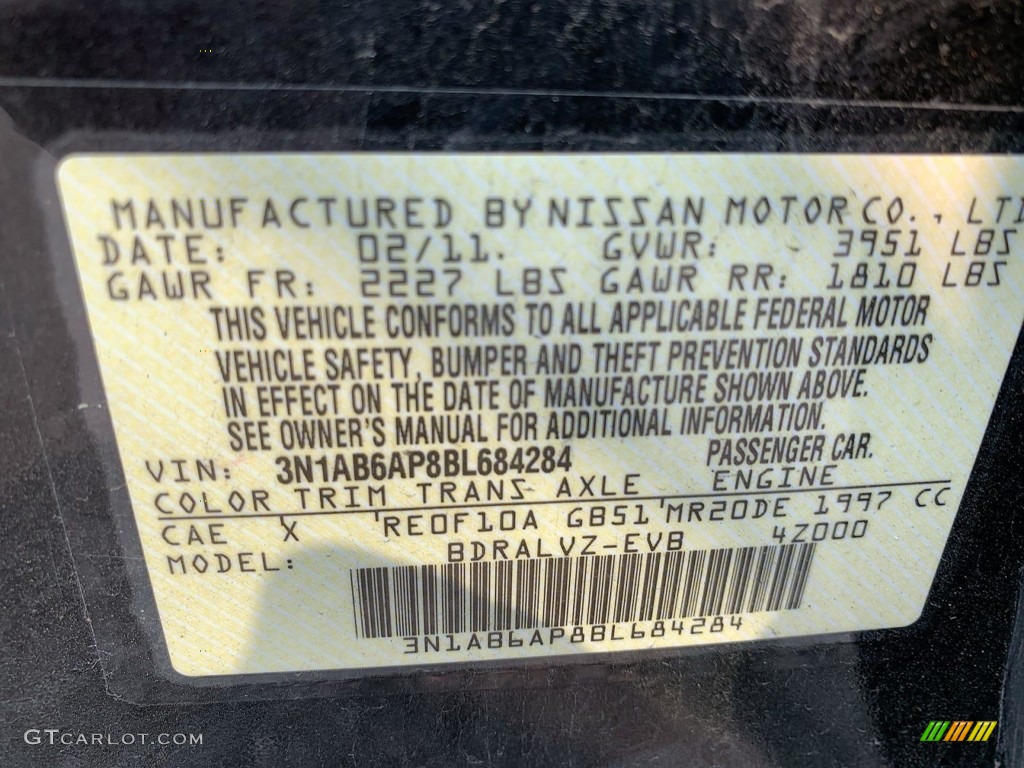 MANUFACTURED BY NISSAN MOTOR CO., LT
DATE: 02/11. GVWR: 3951 LBS
GAWR FR: 2227 LBS GAWR RR: 1810 LBS
THIS VEHICLE CONFORMS TO ALL APPLICABLE FEDERAL MOTOR
VEHICLE SAFETY, BUMPER AND THEFT PREVENTION STANDARDS
IN EFFECT ON THE DATE OF MANUFACTURE SHOWN ABOVE.
SEE OWNER'S MANUAL FOR ADDITIONAL INFORMATION.
VIN: 3N1AB6AP8BL684284 PASSENGER CAR.
COLOR TRIM TRANS AXLE ENGINE
CAE X 'RE0F10A GB51'MR20DE 1997 CC
MODEL: BDRALVZ-EVB 4Z000
3N1AB6AP8BL684284
GTCARLOT.COM